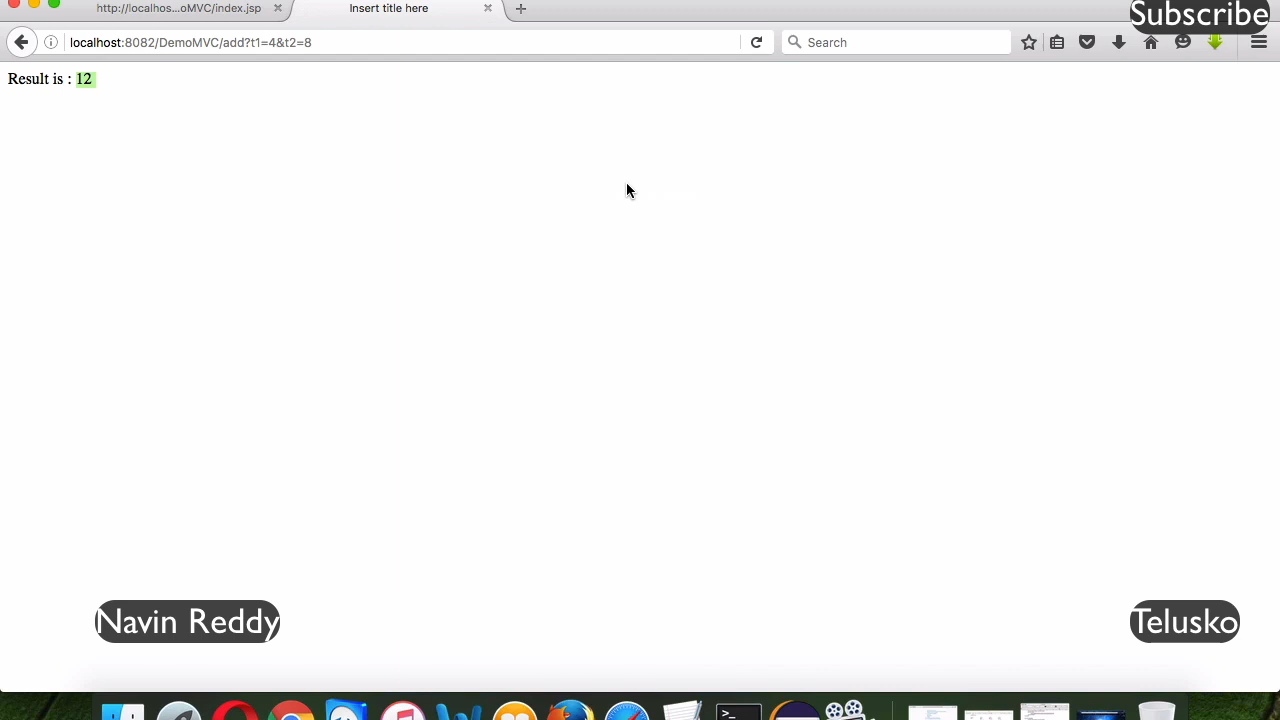 Subscribe
http://localhos...oMVC/index.jsp
Insert title here
localhost:8082/DemoMVC/add?t1=4&t2=8
Search
Result is : 12
Navin Reddy
Telusko
>_